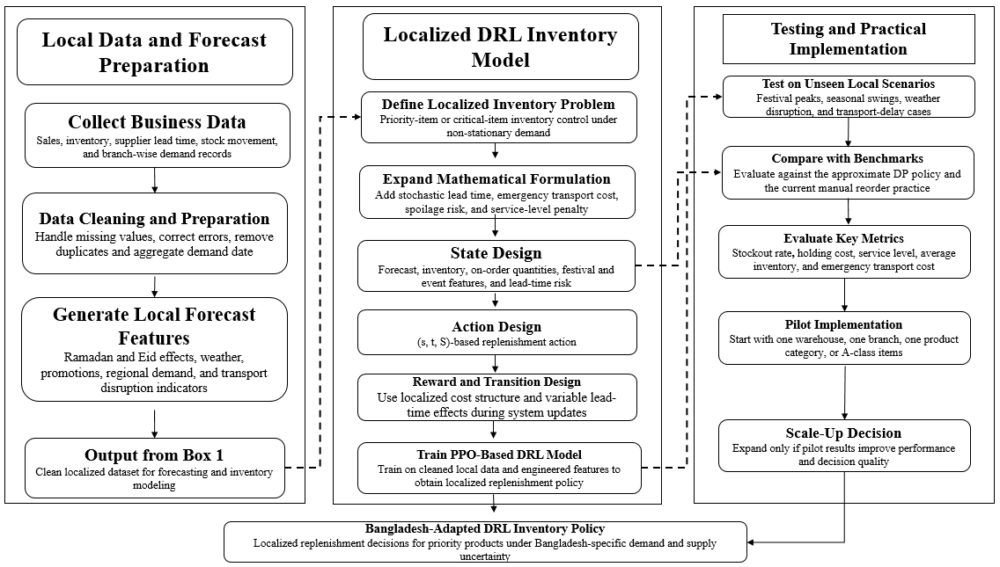 Local Data and Forecast
Preparation
Collect Business Data
Sales, inventory, supplier lead time, stock movement,
and branch-wise demand records
Data Cleaning and Preparation
Handle missing values, correct errors, remove
duplicates and aggregate demand date
Generate Local Forecast
Features
Ramadan and Eid effects, weather,
promotions, regional demand, and transport
disruption indicators
Output from Box 1
Clean localized dataset for forecasting and inventory
modeling
Localized DRL Inventory
Model
Define Localized Inventory Problem
Priority-item or critical-item inventory control under
non-stationary demand
Expand Mathematical Formulation
Add stochastic lead time, emergency transport cost,
spoilage risk, and service-level penalty
State Design
Forecast, inventory, on-order quantities, festival and
event features, and lead-time risk
Action Design
(s, t, S)-based replenishment action
Reward and Transition Design
Use localized cost structure and variable lead-
time effects during system updates
Train PPO-Based DRL Model
Train on cleaned local data and engineered features to
obtain localized replenishment policy
Testing and Practical
Implementation
Test on Unseen Local Scenarios
Festival peaks, seasonal swings, weather
disruption, and transport-delay cases
Compare with Benchmarks
Evaluate against the approximate DP policy and
the current manual reorder practice
Evaluate Key Metrics
Stockout rate, holding cost, service level, average
inventory, and emergency transport cost
Pilot Implementation
Start with one warehouse, one branch, one product
category, or A-class items
Scale-Up Decision
Expand only if pilot results improve performance
and decision quality
Bangladesh-Adapted DRL Inventory Policy
Localized replenishment decisions for priority products under Bangladesh-specific demand and supply
uncertainty